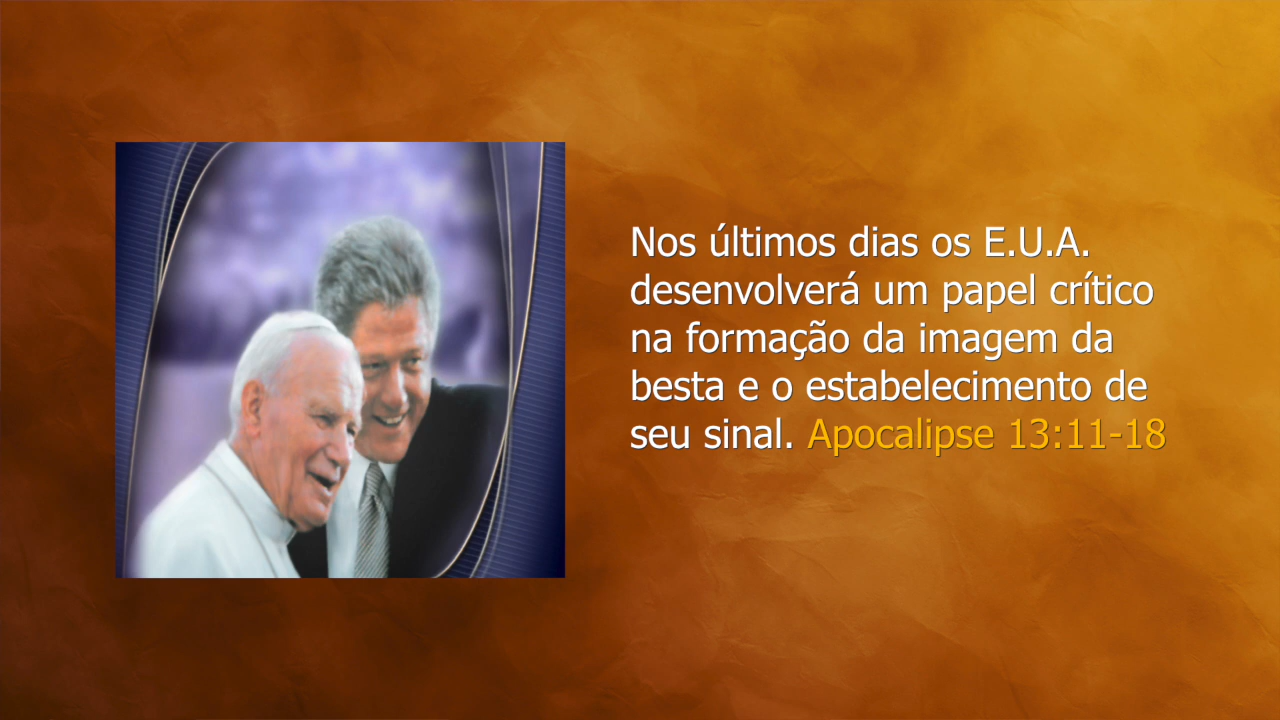 Nos últimos dias os E.U.A.
desenvolverá um papel crítico
na formação da imagem da
besta e o estabelecimento de
seu sinal. Apocalipse 13:11-18